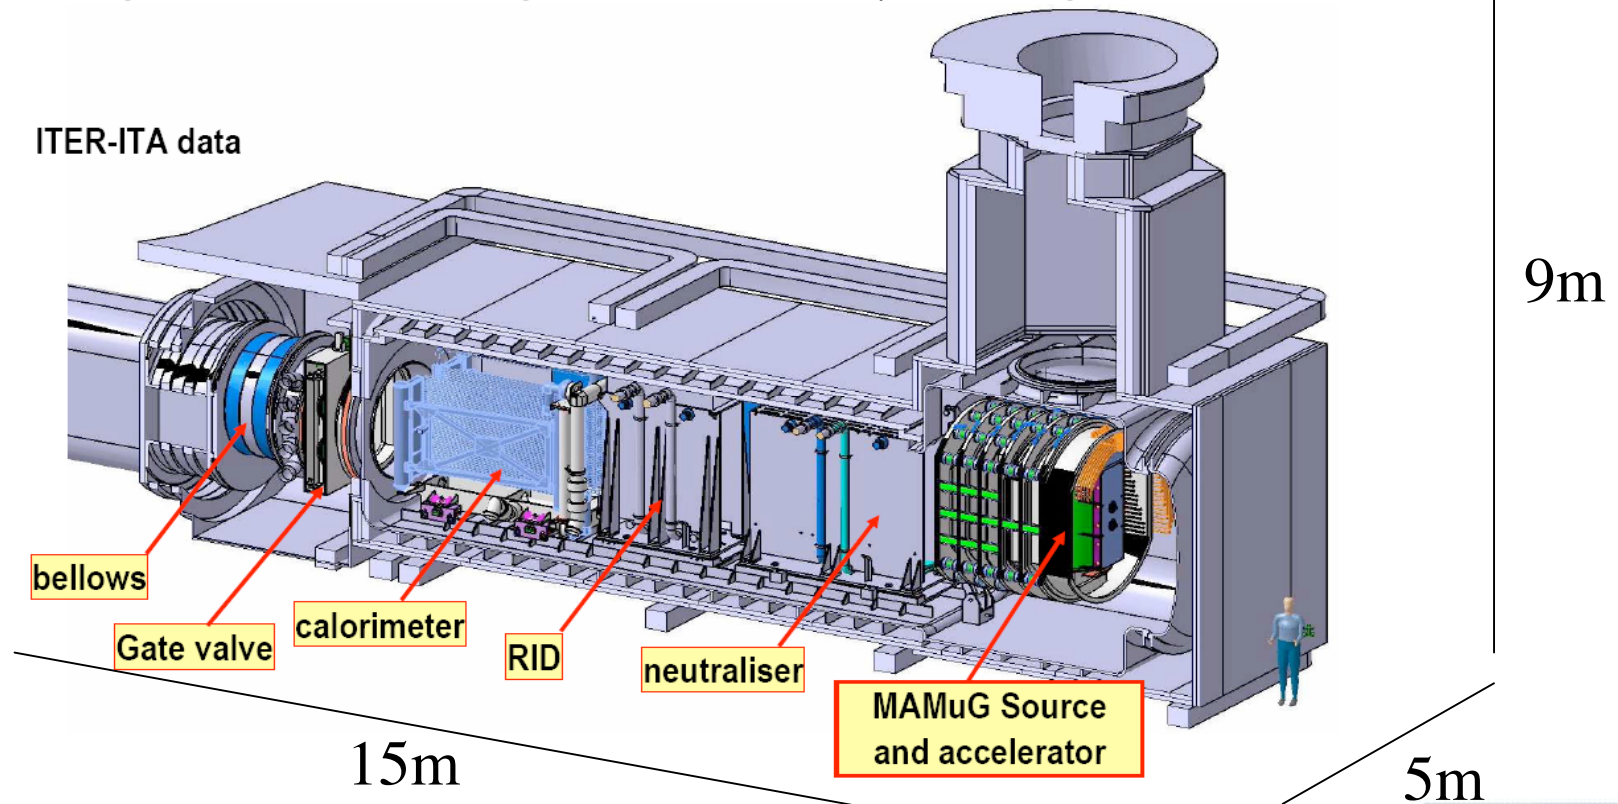 ITER-ITA data
9m
bellows
Gate valve
calorimeter
RID
neutraliser
MAMuG Source
and accelerator
15m
5m